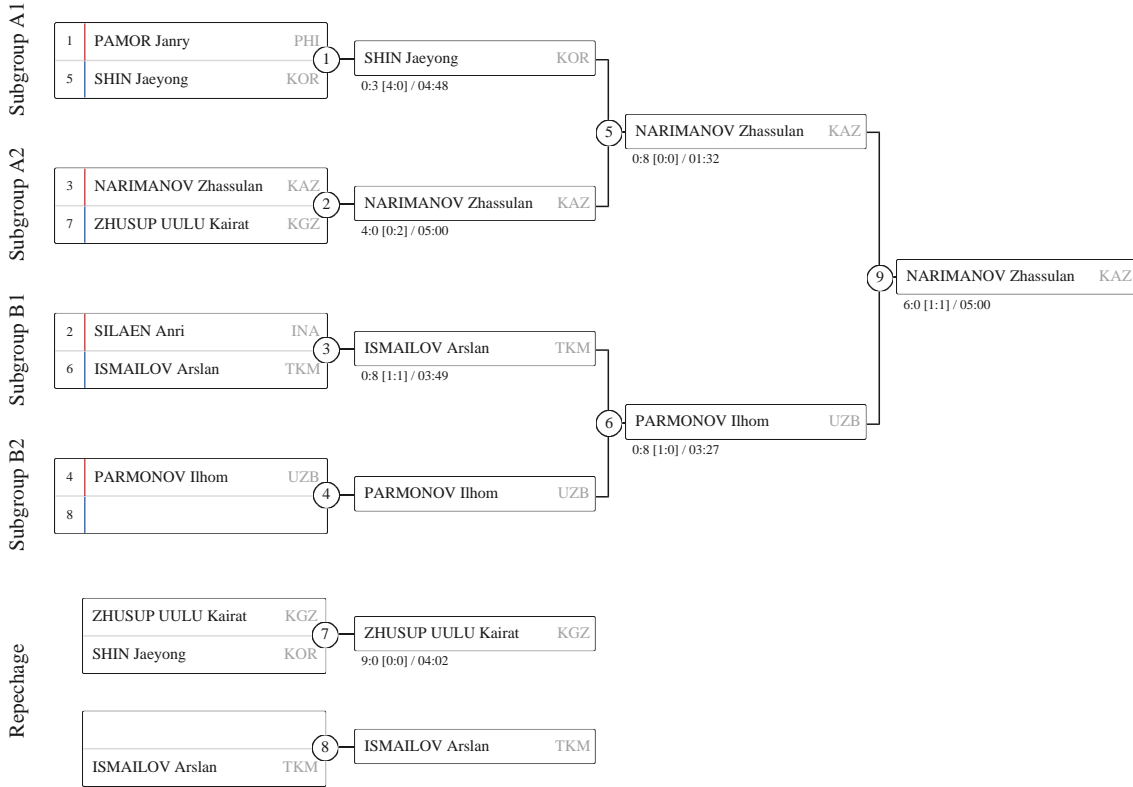 Subgroup A1
1 PAMOR Janry PHI
5 SHIN Jaeyong KOR
1
SHIN Jaeyong KOR
0:3 [4:0] / 04:48
5
NARIMANOV Zhassulan KAZ
0:8 [0:0] / 01:32
Subgroup A2
3 NARIMANOV Zhassulan KAZ
7 ZHUSUP UULU Kairat KGZ
2
NARIMANOV Zhassulan KAZ
4:0 [0:2] / 05:00
9
NARIMANOV Zhassulan KAZ
6:0 [1:1] / 05:00
Subgroup B1
2 SILAEN Anri INA
6 ISMAILOV Arslan TKM
3
ISMAILOV Arslan TKM
0:8 [1:1] / 03:49
6
PARMONOV Ilhom UZB
0:8 [1:0] / 03:27
Subgroup B2
4 PARMONOV Ilhom UZB
8
4
PARMONOV Ilhom UZB
Repechage
ZHUSUP UULU Kairat KGZ
SHIN Jaeyong KOR
7
ZHUSUP UULU Kairat KGZ
9:0 [0:0] / 04:02
ISMAILOV Arslan TKM
8
ISMAILOV Arslan TKM